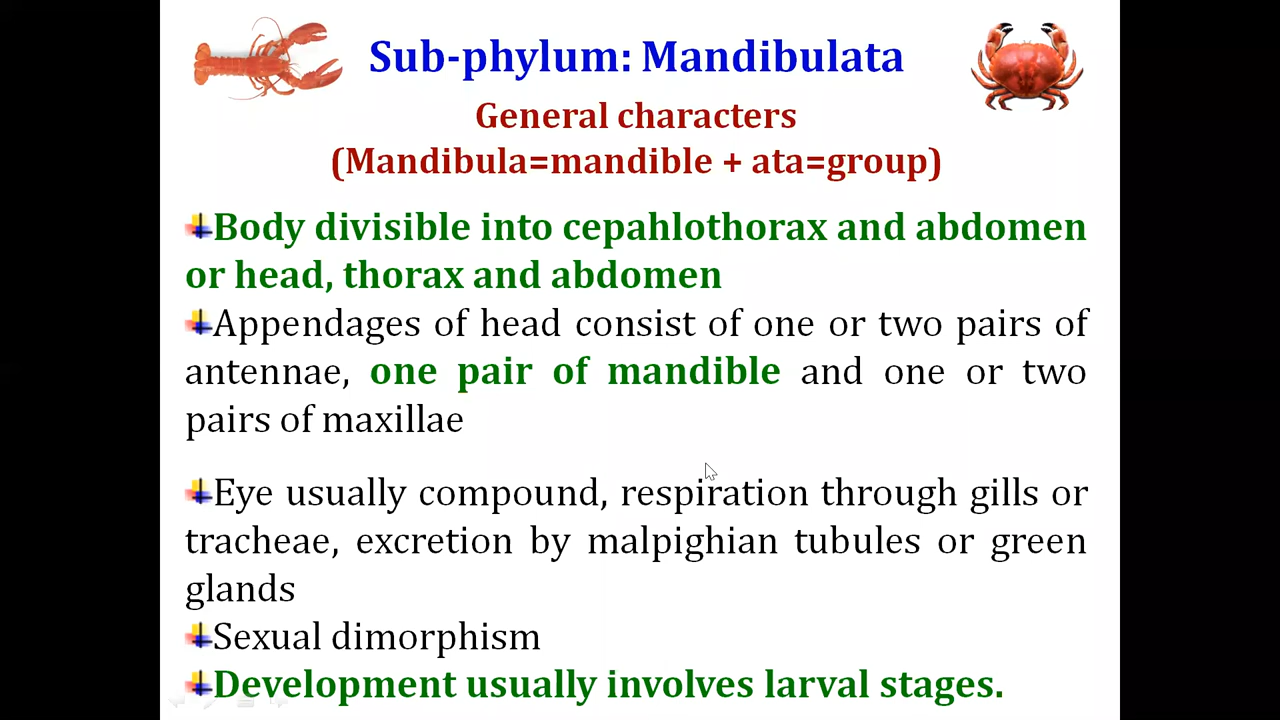 Sub-phylum: Mandibulata
General characters
(Mandibula=mandible + ata=group)
Body divisible into cepahlothorax and abdomen
or head, thorax and abdomen
Appendages of head consist of one or two pairs of
antennae, one pair of mandible and one or two
pairs of maxillae
Eye usually compound, respiration through gills or
tracheae, excretion by malpighian tubules or green
glands
Sexual dimorphism
Development usually involves larval stages.